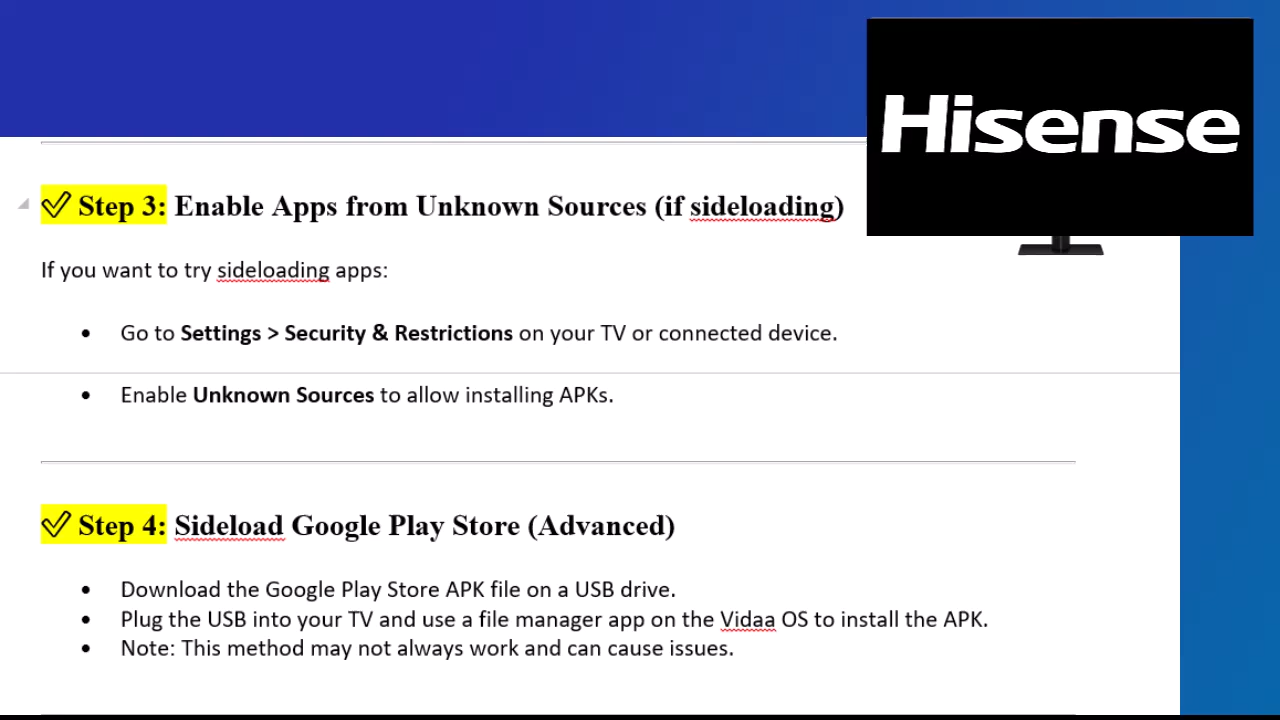 Hisense
✅ Step 3: Enable Apps from Unknown Sources (if sideloading)
If you want to try sideloading apps:
• Go to Settings > Security & Restrictions on your TV or connected device.
• Enable Unknown Sources to allow installing APKs.
✅ Step 4: Sideload Google Play Store (Advanced)
• Download the Google Play Store APK file on a USB drive.
• Plug the USB into your TV and use a file manager app on the Vidaa OS to install the APK.
• Note: This method may not always work and can cause issues.